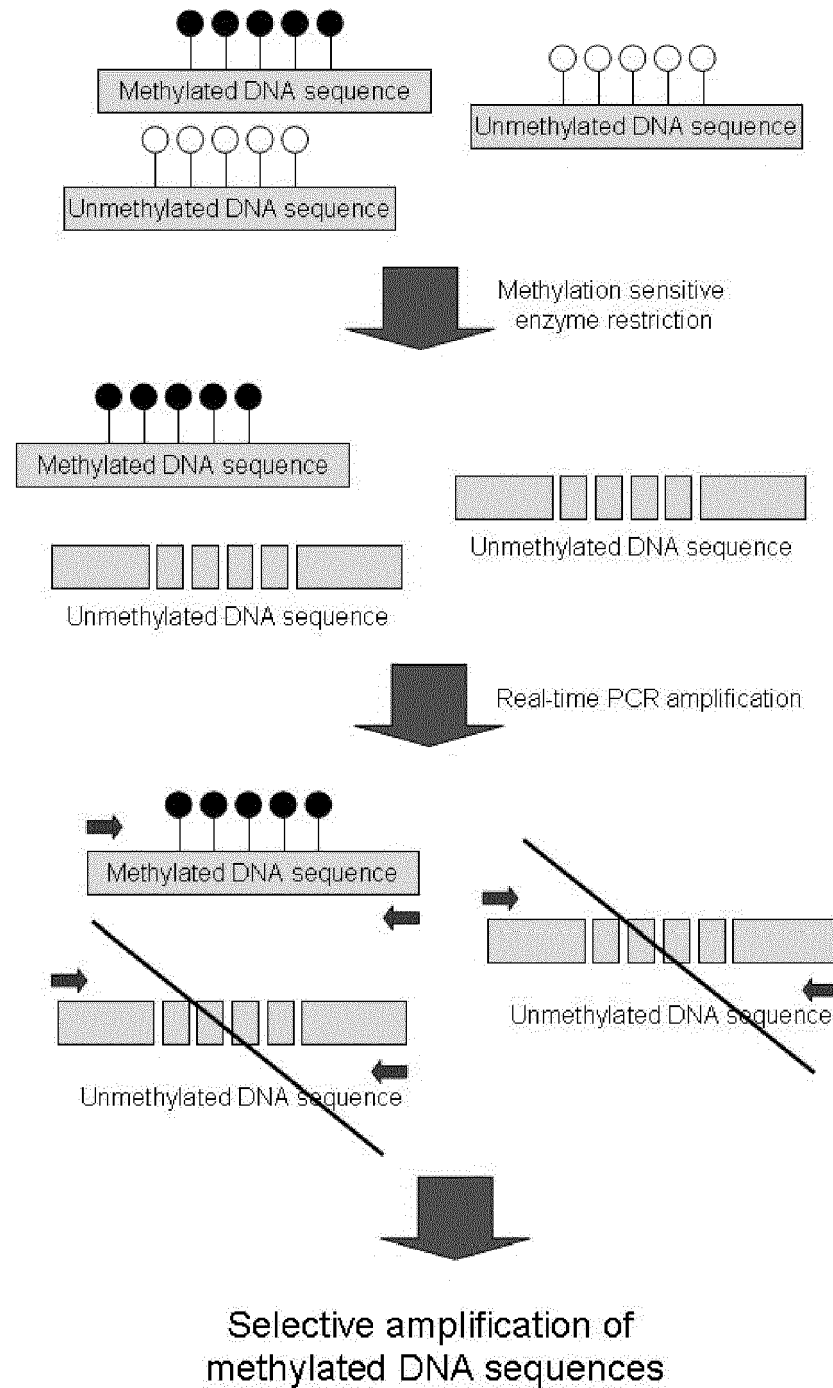 Methylated DNA sequence
Unmethylated DNA sequence
Unmethylated DNA sequence
Methylation sensitive
enzyme restriction
Methylated DNA sequence
Unmethylated DNA sequence
Unmethylated DNA sequence
Real-time PCR amplification
Methylated DNA sequence
Unmethylated DNA sequence
Unmethylated DNA sequence
Selective amplification of
methylated DNA sequences